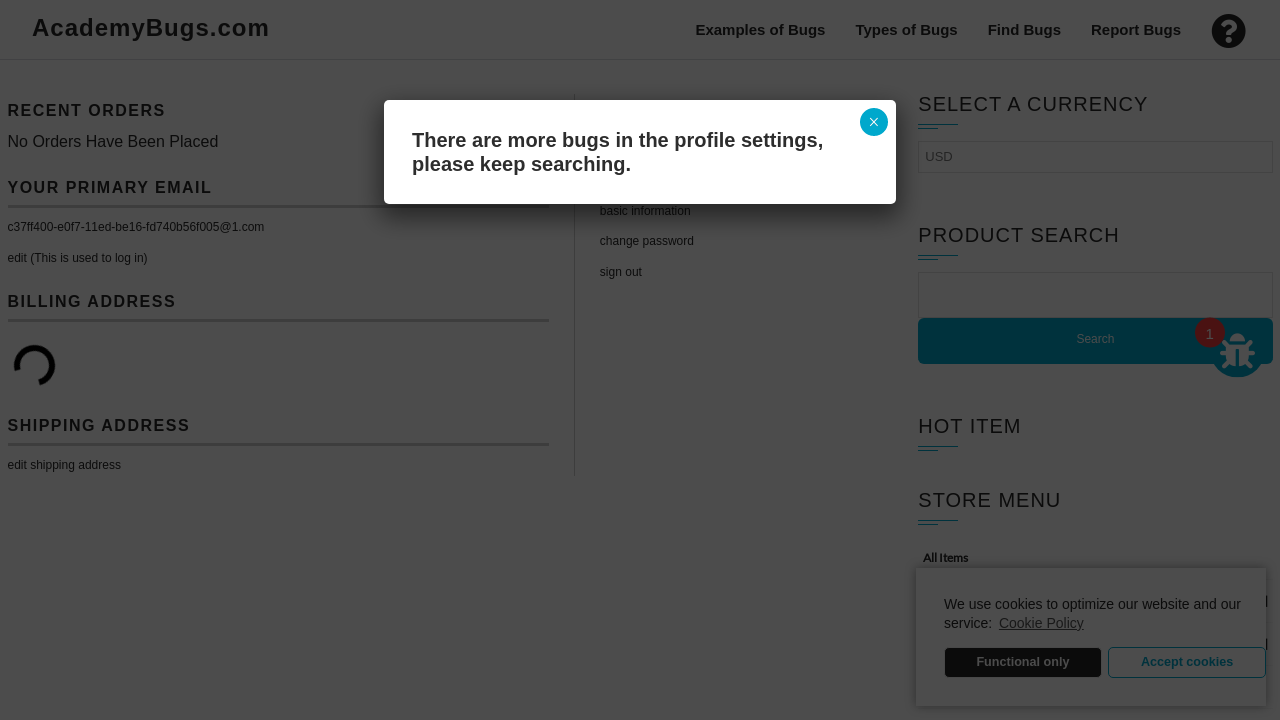 AcademyBugs.com
Examples of Bugs
Types of Bugs
Find Bugs
Report Bugs
There are more bugs in the profile settings,
please keep searching.
×
RECENT ORDERS
No Orders Have Been Placed
YOUR PRIMARY EMAIL
c37ff400-e0f7-11ed-be16-fd740b56f005@1.com
edit (This is used to log in)
BILLING ADDRESS
SHIPPING ADDRESS
edit shipping address
basic information
change password
sign out
SELECT A CURRENCY
USD
PRODUCT SEARCH
Search
1
HOT ITEM
STORE MENU
All Items
We use cookies to optimize our website and our
service: Cookie Policy
Functional only
Accept cookies